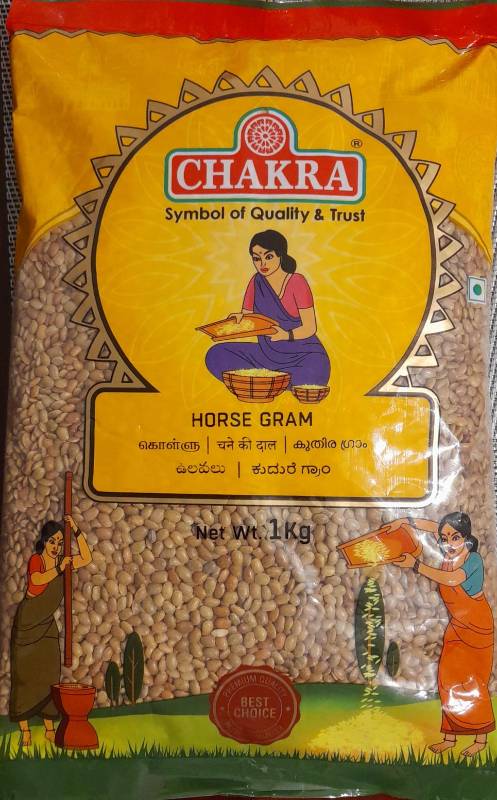 CHAKRA ®
Symbol of Quality & Trust
HORSE GRAM
கொள்ளு | चने की दाल | കുതിര ഗ്രാം
ఉలవలు | ಕುದುರೆ ಗ್ರಾಂ
Net Wt. 1Kg
PREMIUM QUALITY
BEST
CHOICE